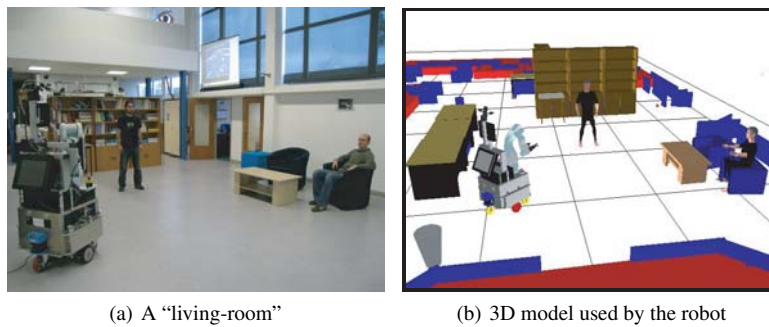 (a) A “living-room”
(b) 3D model used by the robot